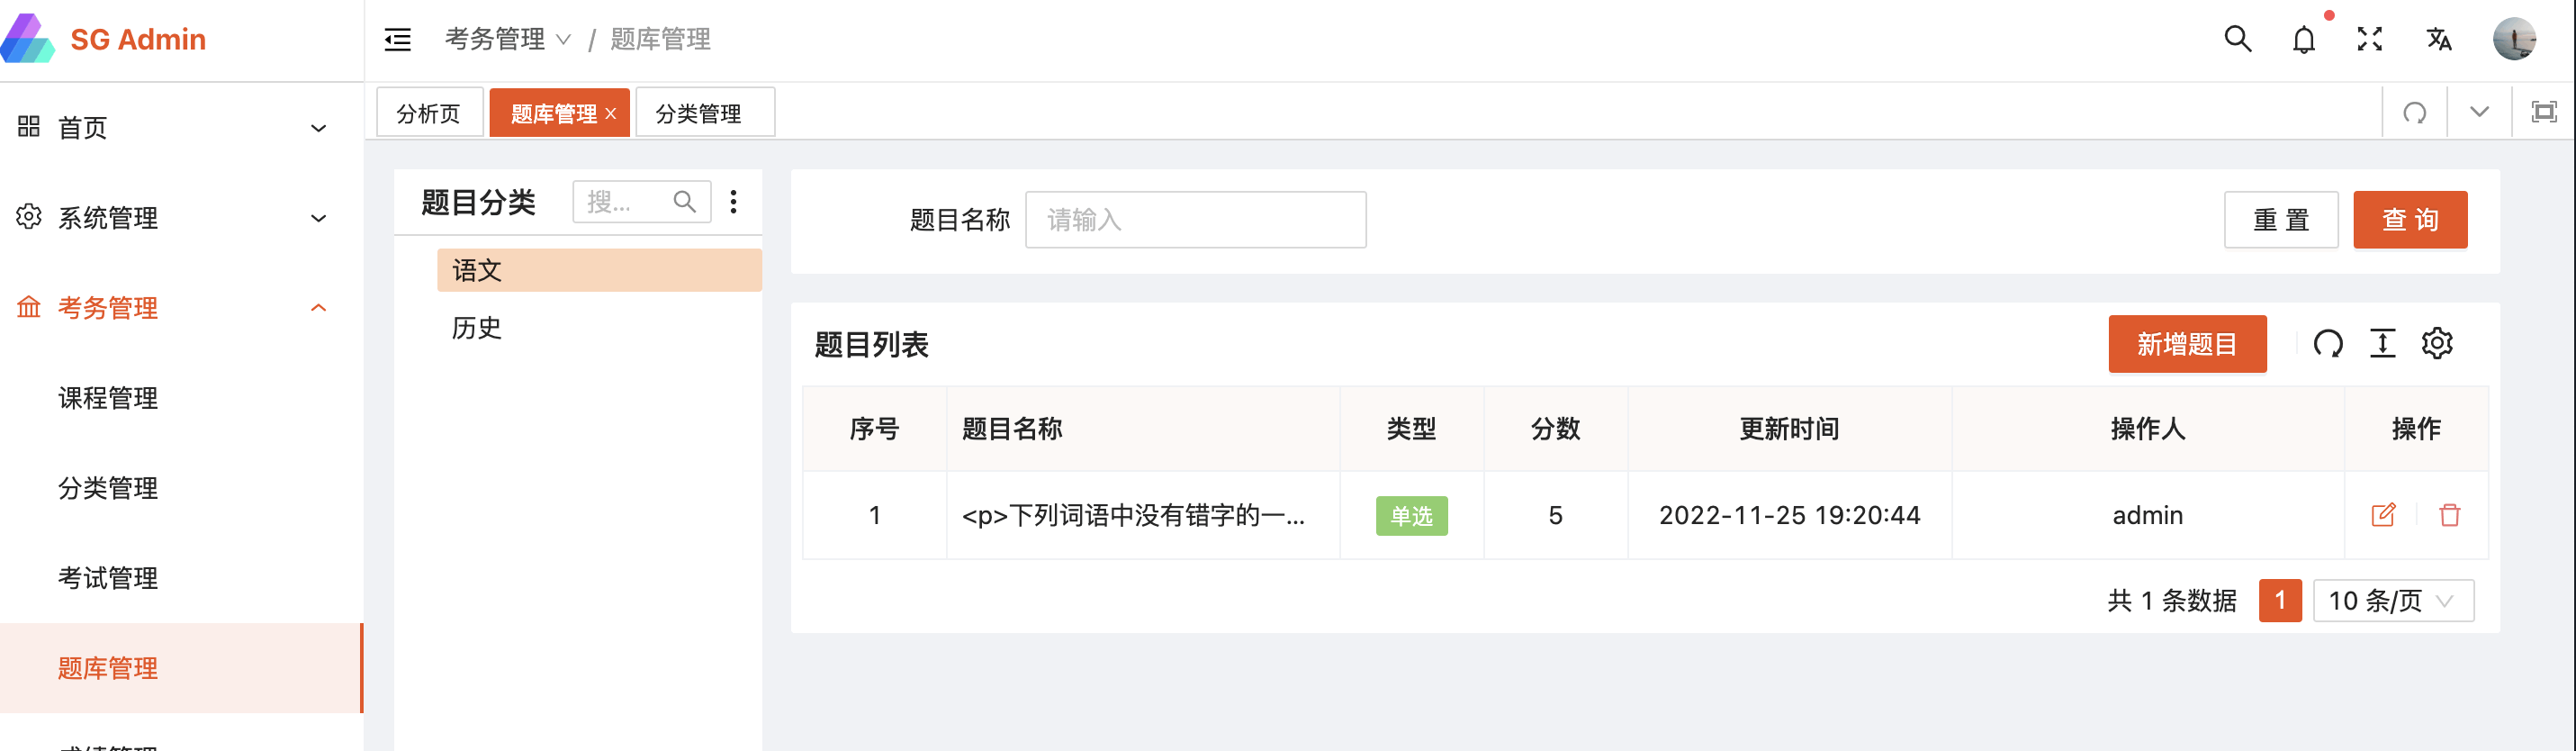 SG Admin
考务管理 / 题库管理
分析页
题库管理 x
分类管理
首页
系统管理
考务管理
课程管理
分类管理
考试管理
题库管理
成绩管理
题目分类
搜...
语文
历史
题目名称
请输入
重 置
查 询
题目列表
新增题目
序号 题目名称 类型 分数 更新时间 操作人 操作
1 <p>下列词语中没有错字的一... 单选 5 2022-11-25 19:20:44 admin
共 1 条数据 1 10 条/页